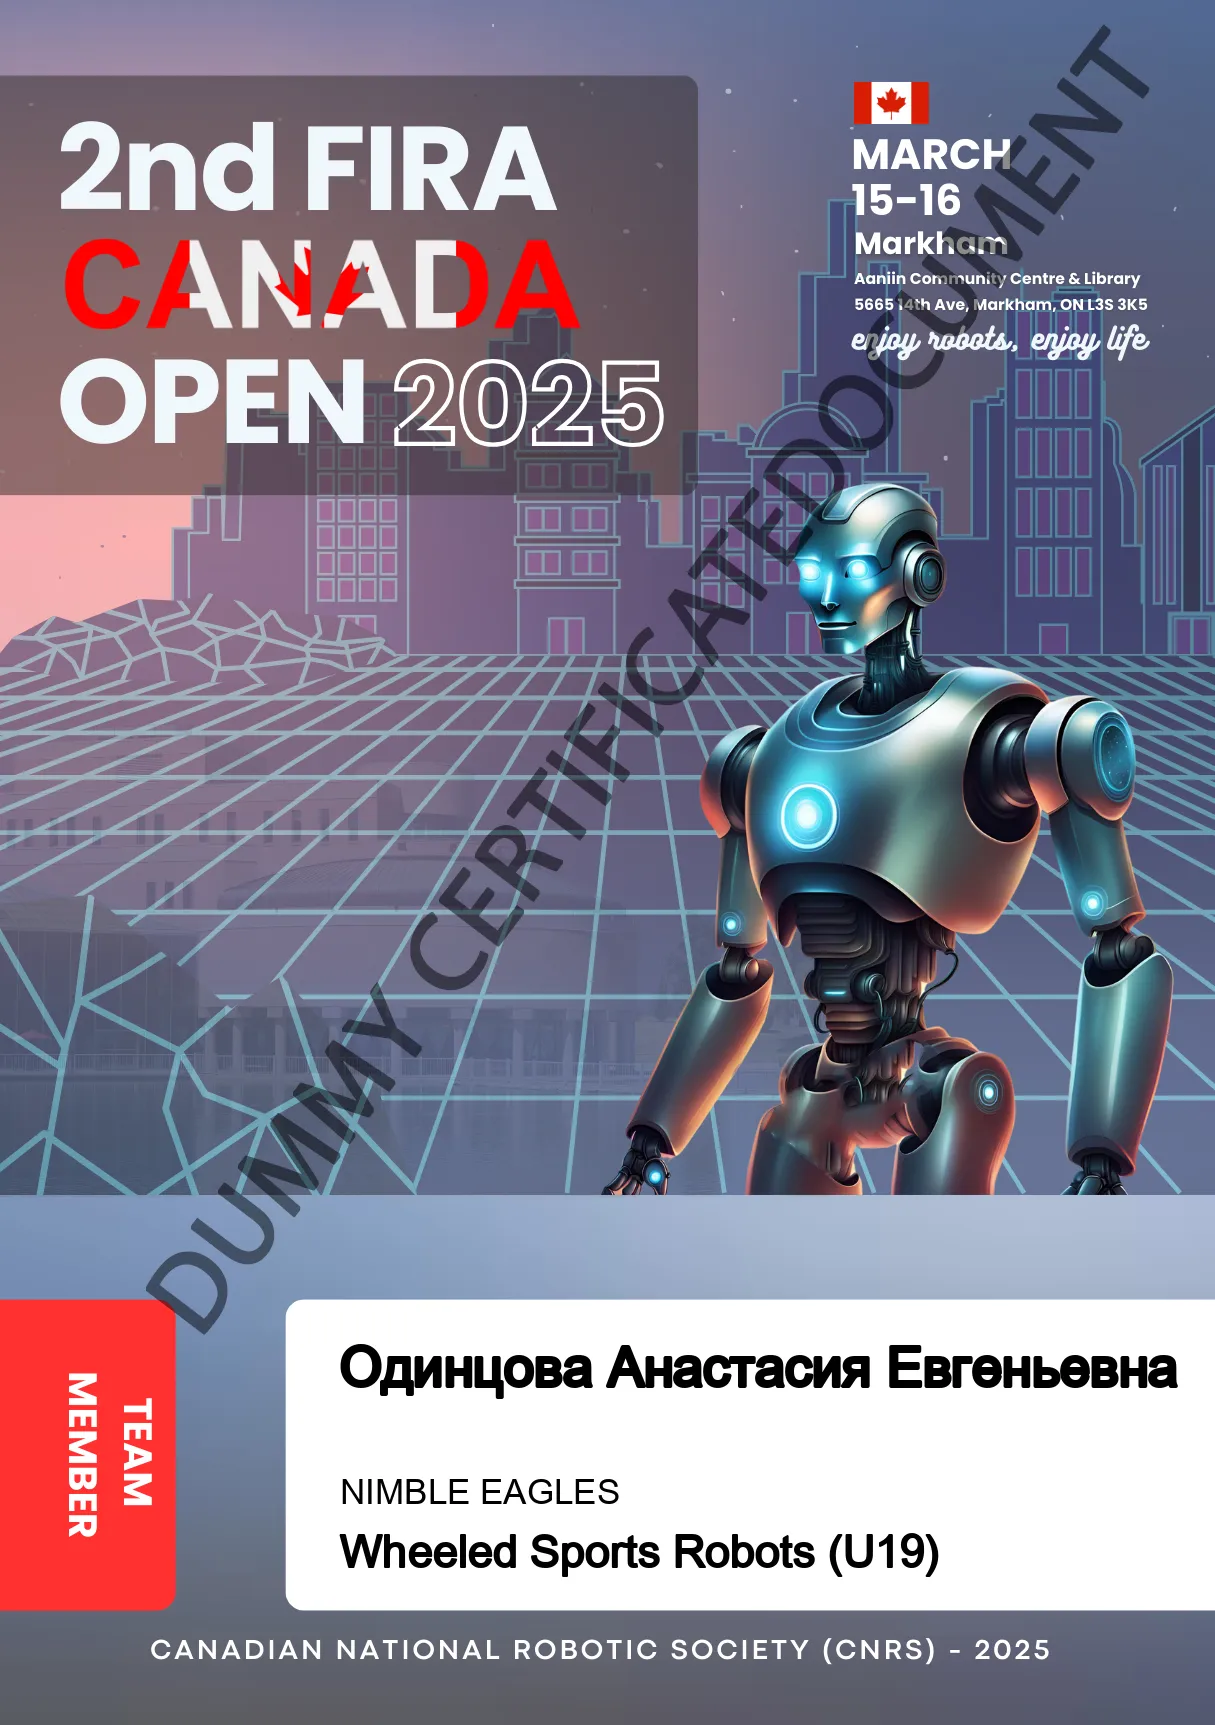 2nd FIRA
CANADA
OPEN 2025
MARCH
15-16
Markham
Aaniin Community Centre & Library
5665 14th Ave, Markham, ON L3S 3K5
enjoy robots, enjoy life
DUMMY CERTIFICATEDOCUMENT
TEAM
MEMBER
Одинцова Анастасия Евгеньевна
NIMBLE EAGLES
Wheeled Sports Robots (U19)
CANADIAN NATIONAL ROBOTIC SOCIETY (CNRS) - 2025